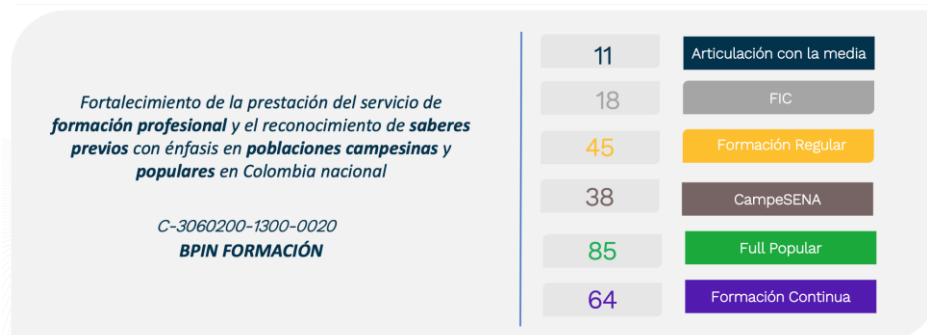 Fortalecimiento de la prestación del servicio de
formación profesional y el reconocimiento de saberes
previos con énfasis en poblaciones campesinas y
populares en Colombia nacional
C-3060200-1300-0020
BPIN FORMACIÓN
11 Articulación con la media
18 FIC
45 Formación Regular
38 CampeSENA
85 Full Popular
64 Formación Continua